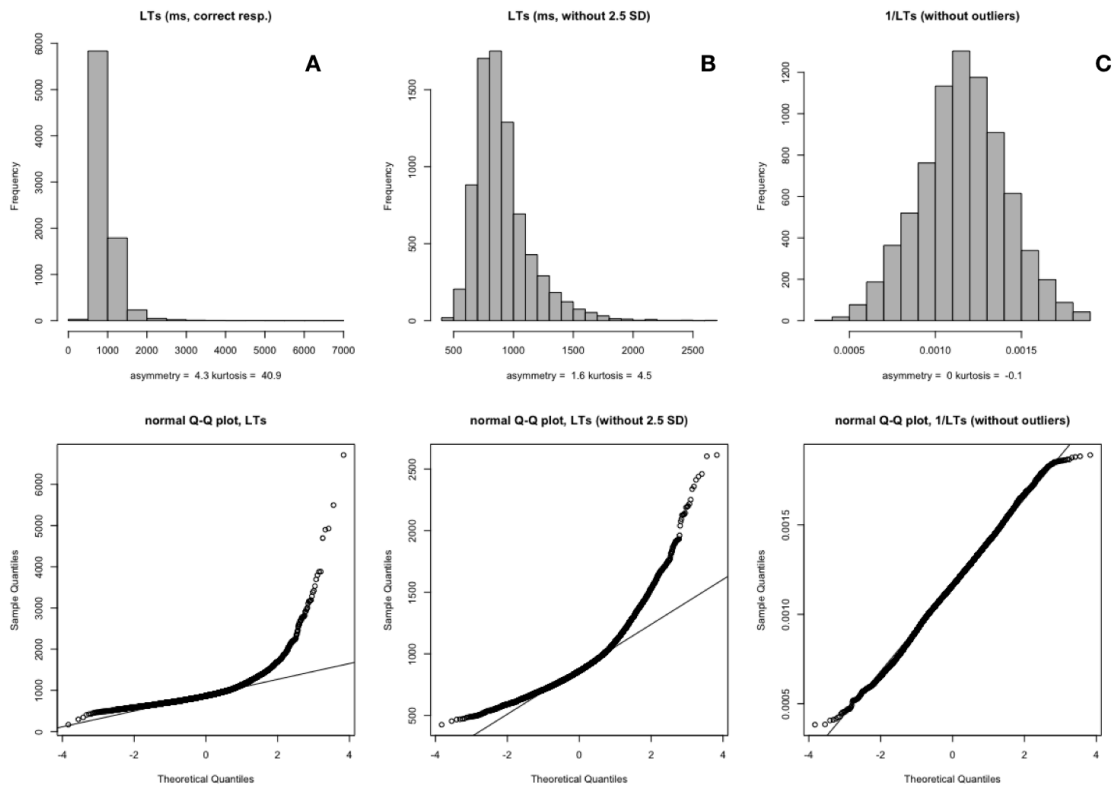 LTs (ms, correct resp.)
A
Frequency
0 1000 2000 3000 4000 5000 6000
0 1000 2000 3000 4000 5000 6000 7000
asymmetry = 4.3 kurtosis = 40.9
LTs (ms, without 2.5 SD)
B
Frequency
0 500 1000 1500
500 1000 1500 2000 2500
asymmetry = 1.6 kurtosis = 4.5
1/LTs (without outliers)
C
Frequency
0 200 400 600 800 1000 1200
0.0005 0.0010 0.0015
asymmetry = 0 kurtosis = -0.1
normal Q-Q plot, LTs
Sample Quantiles
0 1000 2000 3000 4000 5000 6000
-4 -2 0 2 4
Theoretical Quantiles
normal Q-Q plot, LTs (without 2.5 SD)
Sample Quantiles
500 1000 1500 2000 2500
-4 -2 0 2 4
Theoretical Quantiles
normal Q-Q plot, 1/LTs (without outliers)
Sample Quantiles
0.0005 0.0010 0.0015
-4 -2 0 2 4
Theoretical Quantiles